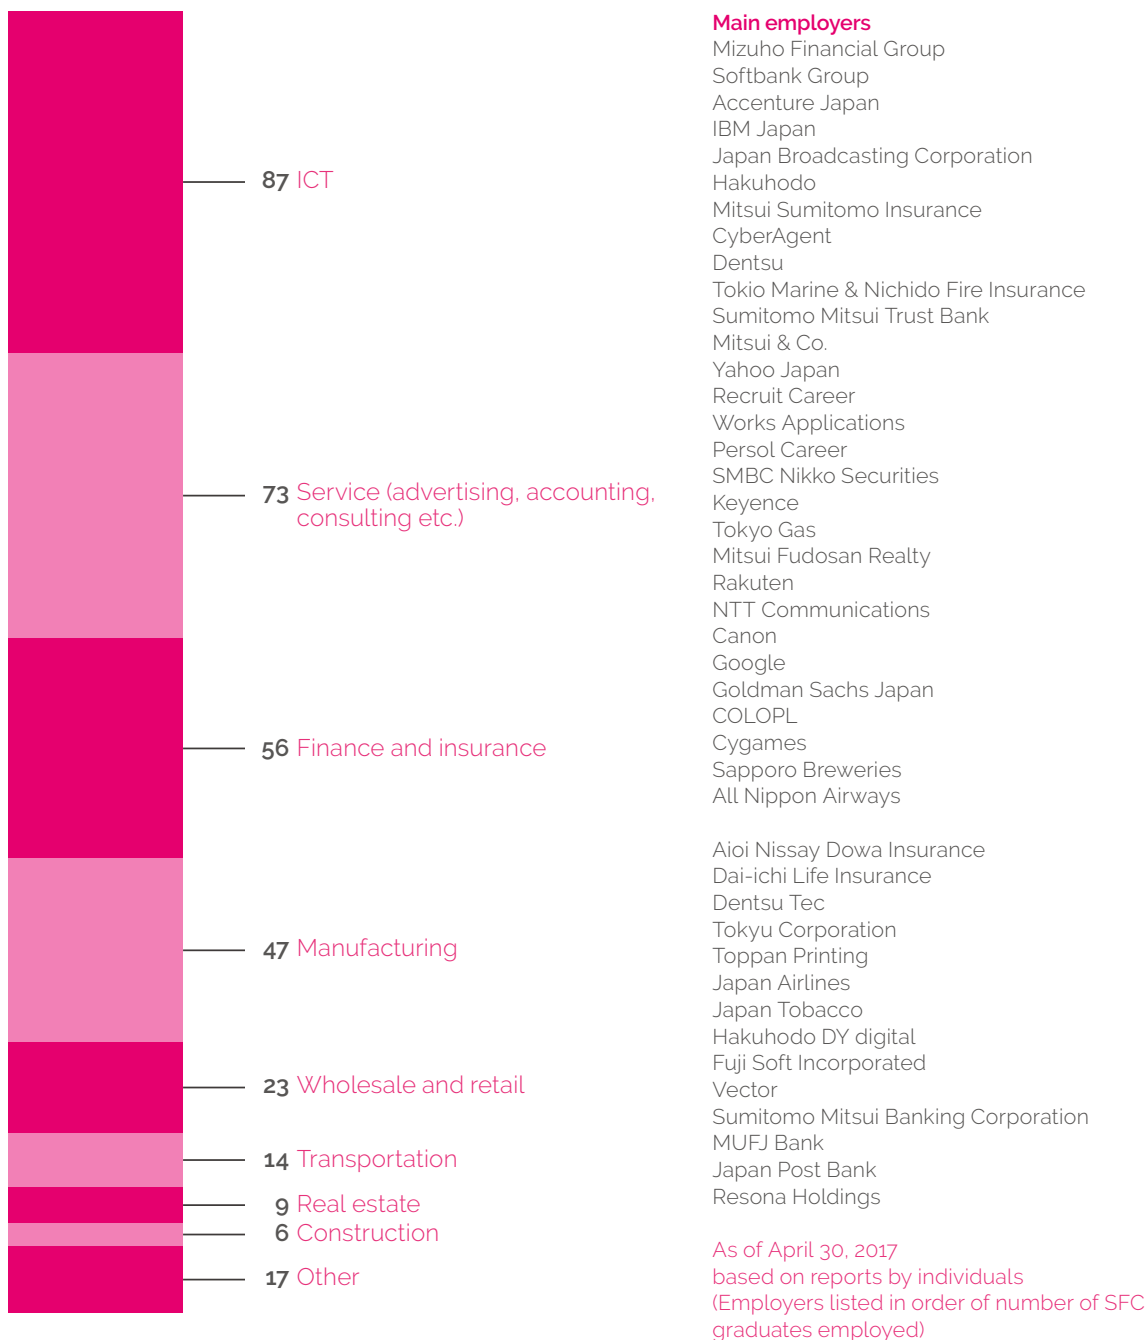 87 ICT
73 Service (advertising, accounting,
consulting etc.)
56 Finance and insurance
47 Manufacturing
23 Wholesale and retail
14 Transportation
9 Real estate
6 Construction
17 Other
Main employers
Mizuho Financial Group
Softbank Group
Accenture Japan
IBM Japan
Japan Broadcasting Corporation
Hakuhodo
Mitsui Sumitomo Insurance
CyberAgent
Dentsu
Tokio Marine & Nichido Fire Insurance
Sumitomo Mitsui Trust Bank
Mitsui & Co.
Yahoo Japan
Recruit Career
Works Applications
Persol Career
SMBC Nikko Securities
Keyence
Tokyo Gas
Mitsui Fudosan Realty
Rakuten
NTT Communications
Canon
Google
Goldman Sachs Japan
COLOPL
Cygames
Sapporo Breweries
All Nippon Airways
Aioi Nissay Dowa Insurance
Dai-ichi Life Insurance
Dentsu Tec
Tokyu Corporation
Toppan Printing
Japan Airlines
Japan Tobacco
Hakuhodo DY digital
Fuji Soft Incorporated
Vector
Sumitomo Mitsui Banking Corporation
MUFJ Bank
Japan Post Bank
Resona Holdings
As of April 30, 2017
based on reports by individuals
(Employers listed in order of number of SFC
graduates employed)